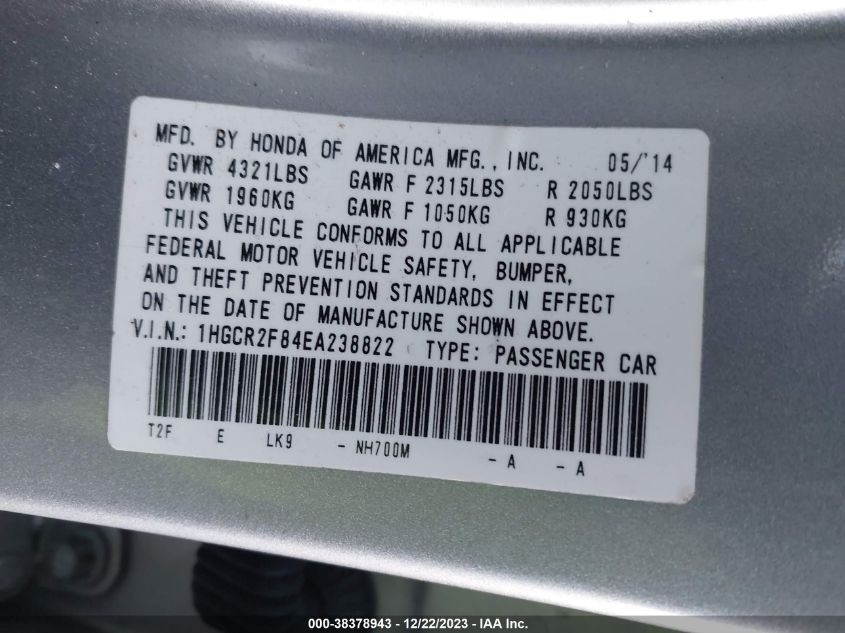 MFD. BY HONDA OF AMERICA MFG., INC. 05/'14
GVWR 4321LBS GAWR F 2315LBS R 2050LBS
GVWR 1960KG GAWR F 1050KG R 930KG
THIS VEHICLE CONFORMS TO ALL APPLICABLE
FEDERAL MOTOR VEHICLE SAFETY, BUMPER,
AND THEFT PREVENTION STANDARDS IN EFFECT
ON THE DATE OF MANUFACTURE SHOWN ABOVE.
V.I.N.: 1HGCR2F84EA238822 TYPE: PASSENGER CAR
T2F E LK9 - NH700M - A - A
000-38378943 - 12/22/2023 - IAA Inc.